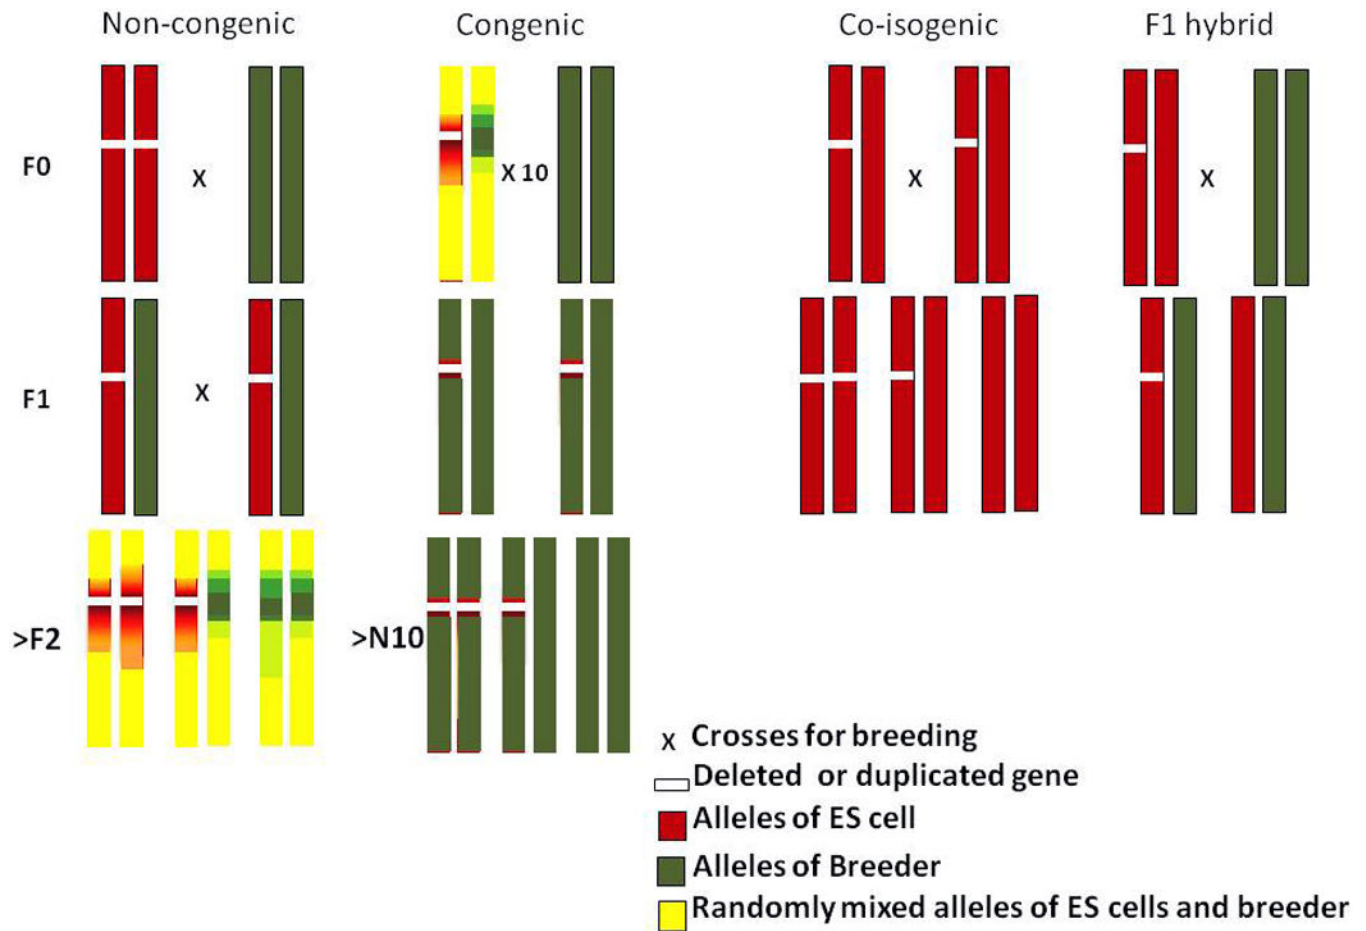 Non-congenic
Congenic
Co-isogenic
F1 hybrid
F0
x
X 10
x
x
F1
x
>F2
>N10
x Crosses for breeding
Deleted or duplicated gene
Alleles of ES cell
Alleles of Breeder
Randomly mixed alleles of ES cells and breeder